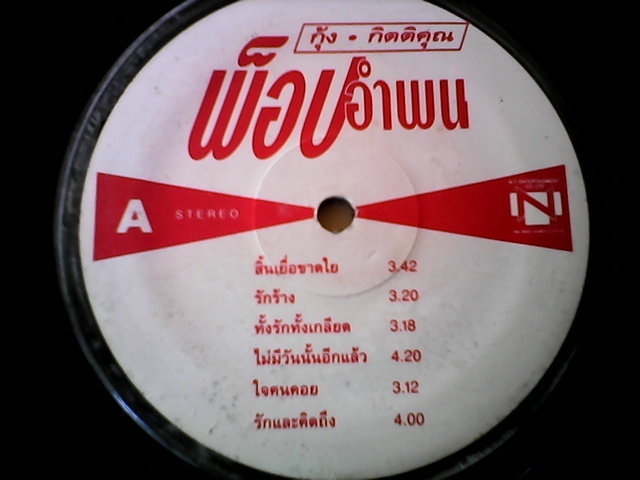 กุ้ง • กิตติคุณ
พ็อปอำพน
A STEREO
N
สิ้นเยื่อขาดใย 3.42
รักร้าง 3.20
ทั้งรักทั้งเกลียด 3.18
ไม่มีวันนั้นอีกแล้ว 4.20
ใจคนคอย 3.12
รักและคิดถึง 4.00